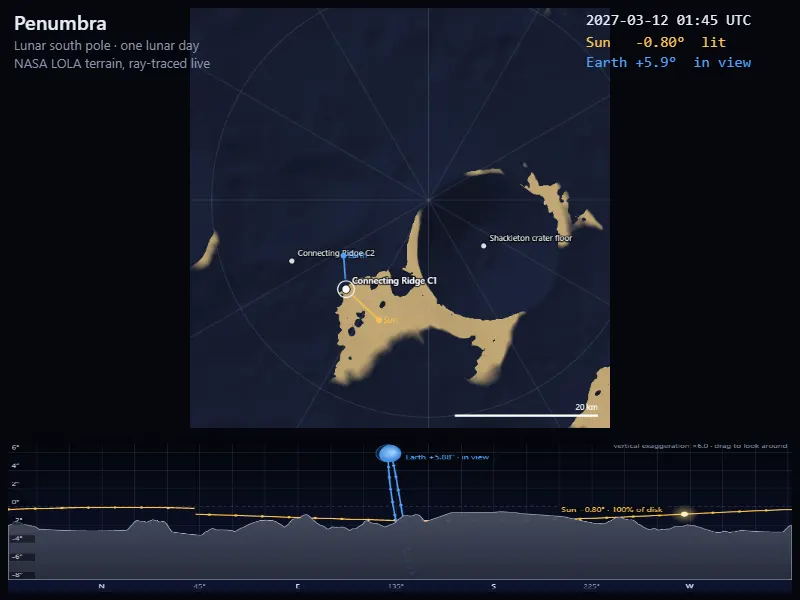 Penumbra
Lunar south pole · one lunar day
NASA LOLA terrain, ray-traced live
2027-03-12 01:45 UTC
Sun -0.80° lit
Earth +5.9° in view
Shackleton crater floor
Connecting Ridge C2
Connecting Ridge C1
Sun
20 km
vertical exaggeration ×6.0 · drag to look around
6°
Earth +5.88° · in view
4°
2°
0°
Sun -0.80° · 100% of disk
-2°
-4°
-6°
-8°
N 45° E 135° S 225° W